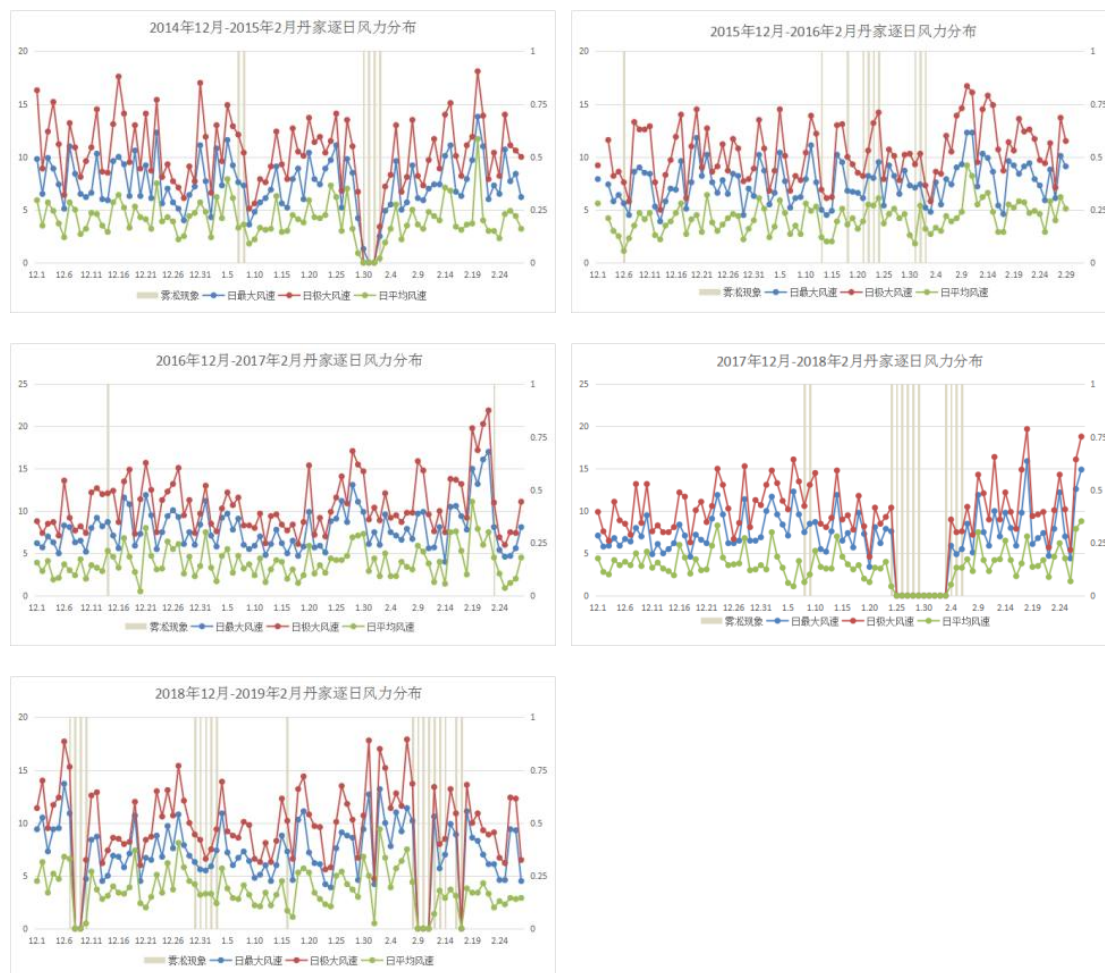 2014年12月-2015年2月丹家逐日风力分布
20 1
15 0.75
10 0.5
5 0.25
0 0
12.1 12.6 12.11 12.16 12.21 12.26 12.31 1.5 1.10 1.15 1.20 1.25 1.30 2.4 2.9 2.14 2.19 2.24
雾凇现象 日最大风速 日极大风速 日平均风速
2015年12月-2016年2月丹家逐日风力分布
20 1
15 0.75
10 0.5
5 0.25
0 0
12.1 12.6 12.11 12.16 12.21 12.26 12.31 1.5 1.10 1.15 1.20 1.25 1.30 2.4 2.9 2.14 2.19 2.24 2.29
雾凇现象 日最大风速 日极大风速 日平均风速
2016年12月-2017年2月丹家逐日风力分布
25 1
20 0.75
15 0.5
10 0.25
5 0
0
12.1 12.6 12.11 12.16 12.21 12.26 12.31 1.5 1.10 1.15 1.20 1.25 1.30 2.4 2.9 2.14 2.19 2.24
雾凇现象 日最大风速 日极大风速 日平均风速
2017年12月-2018年2月丹家逐日风力分布
25 1
20 0.75
15 0.5
10 0.25
5 0
0
12.1 12.6 12.11 12.16 12.21 12.26 12.31 1.5 1.10 1.15 1.20 1.25 1.30 2.4 2.9 2.14 2.19 2.24
雾凇现象 日最大风速 日极大风速 日平均风速
2018年12月-2019年2月丹家逐日风力分布
20 1
15 0.75
10 0.5
5 0.25
0 0
12.1 12.6 12.11 12.16 12.21 12.26 12.31 1.5 1.10 1.15 1.20 1.25 1.30 2.4 2.9 2.14 2.19 2.24
雾凇现象 日最大风速 日极大风速 日平均风速